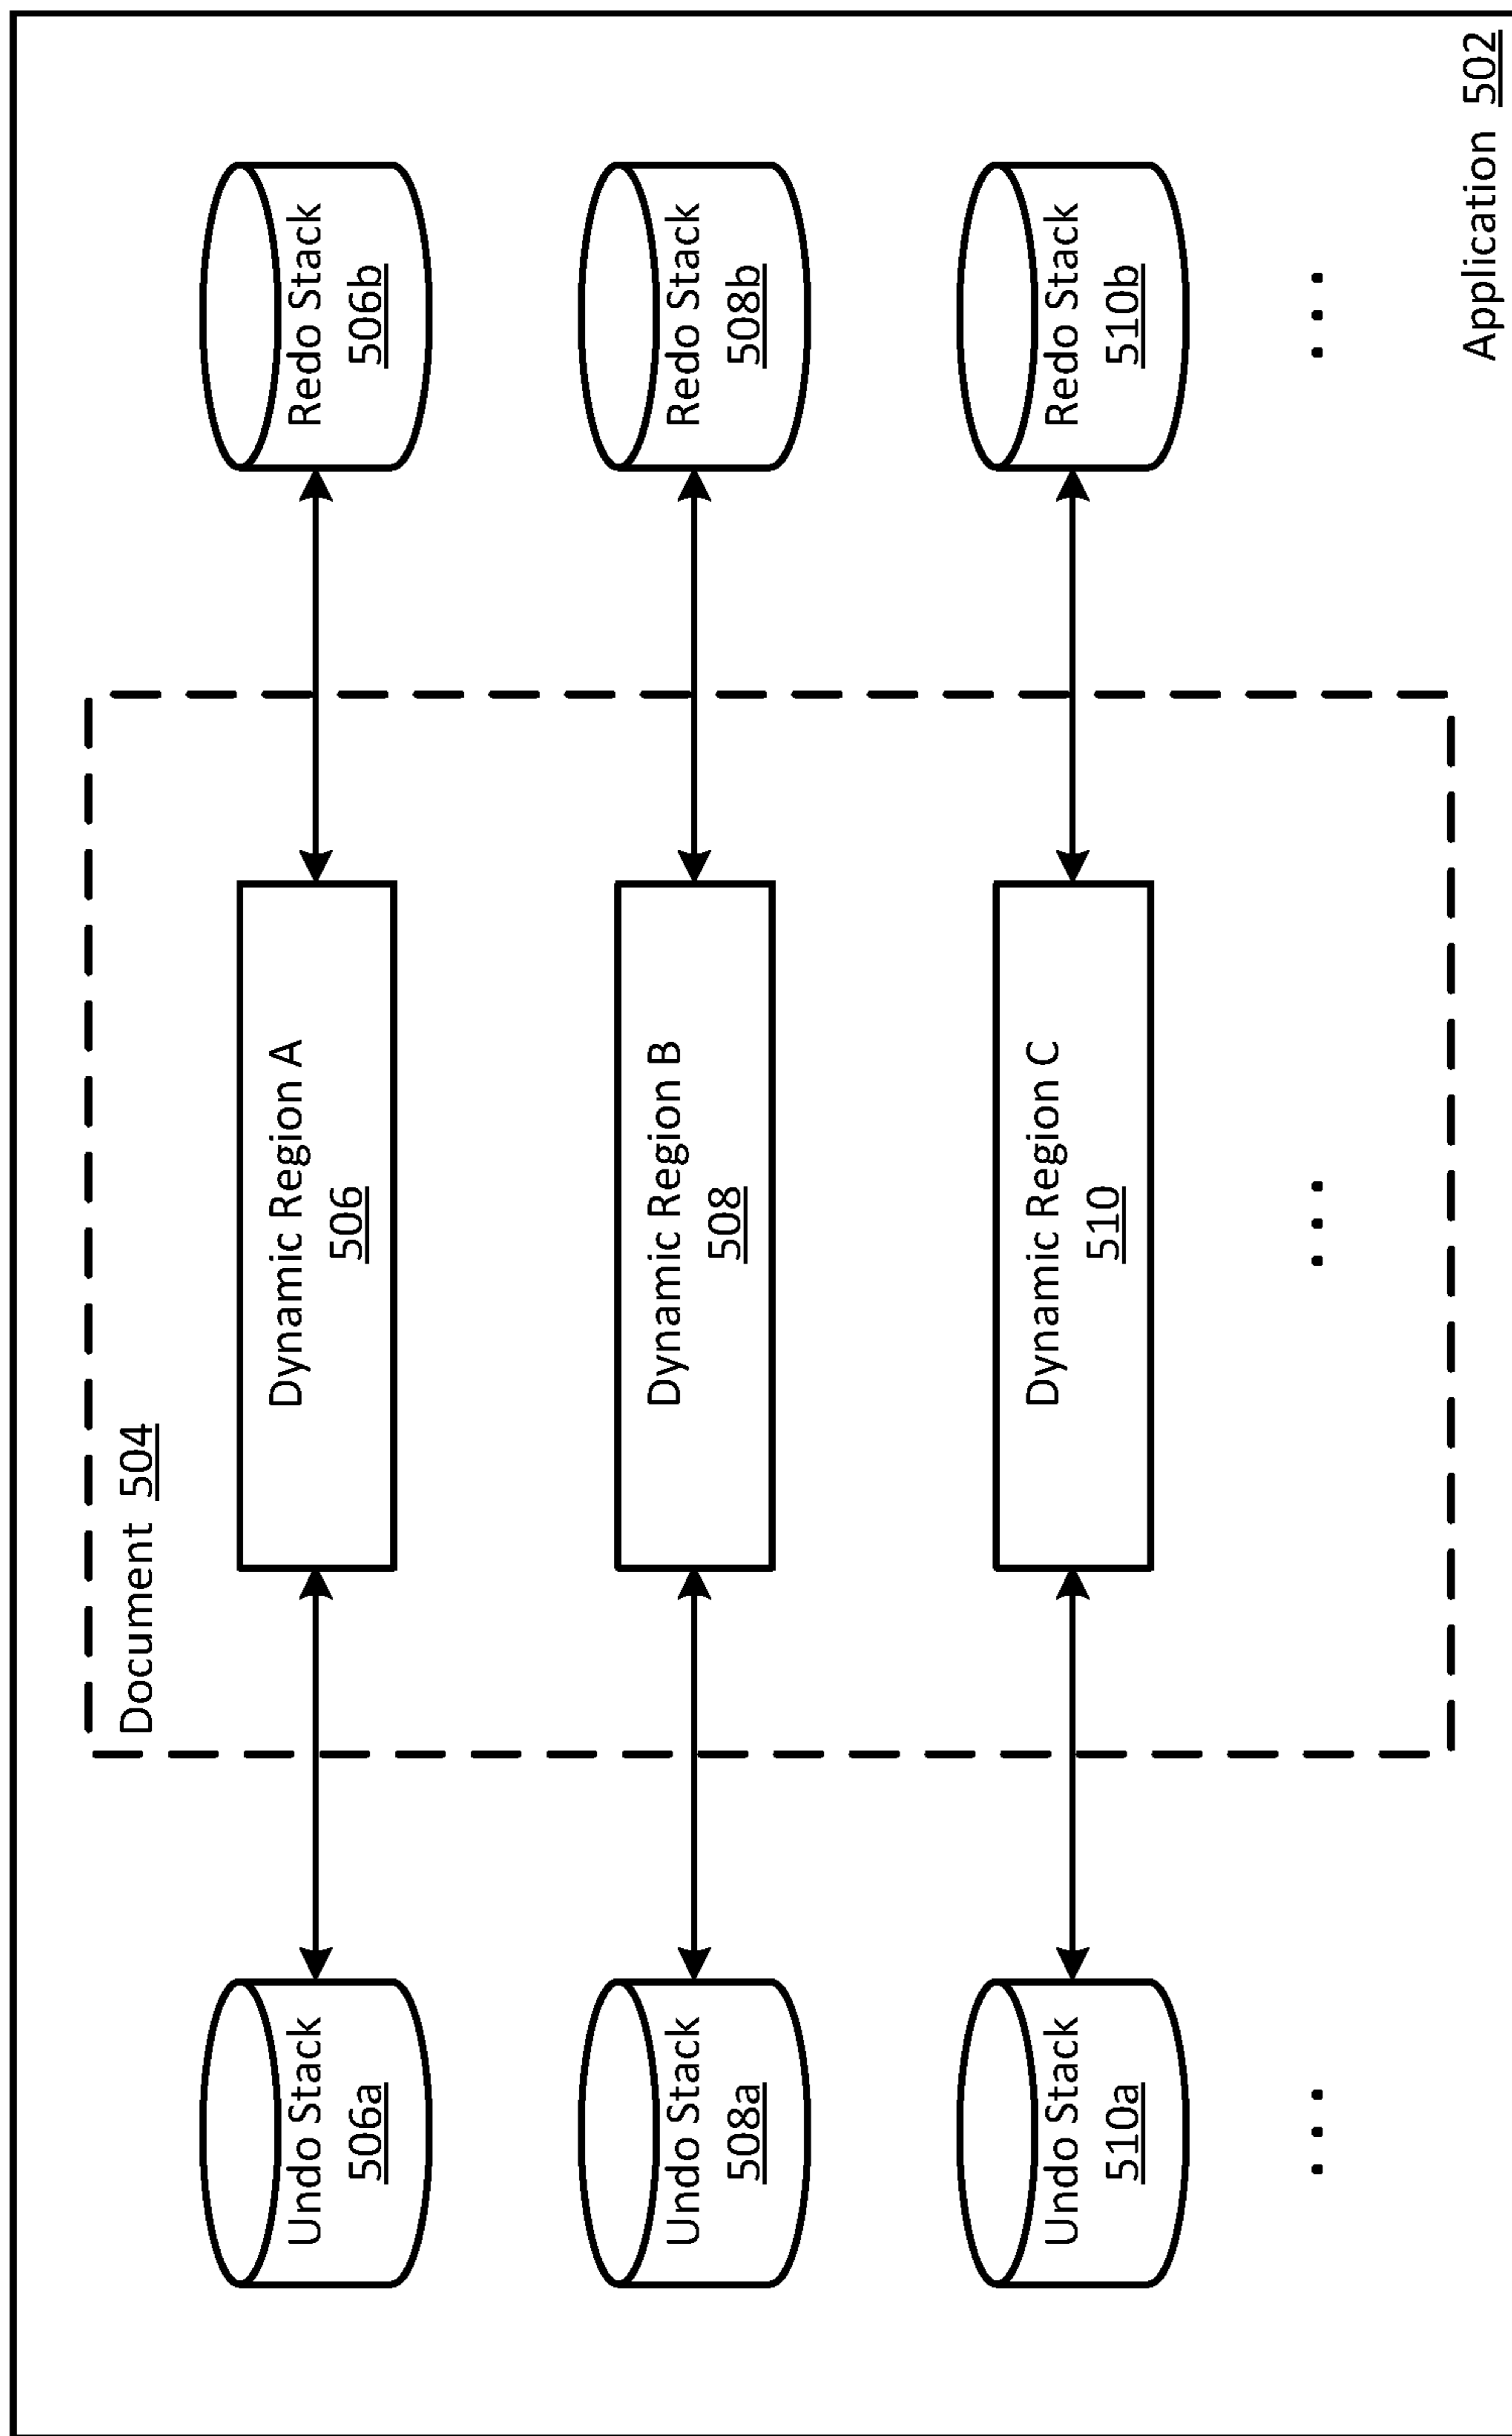 Document 504
Undo Stack
506a
Dynamic Region A
506
Redo Stack
506b
Undo Stack
508a
Dynamic Region B
508
Redo Stack
508b
Undo Stack
510a
Dynamic Region C
510
Redo Stack
510b
... ... ...
Application 502